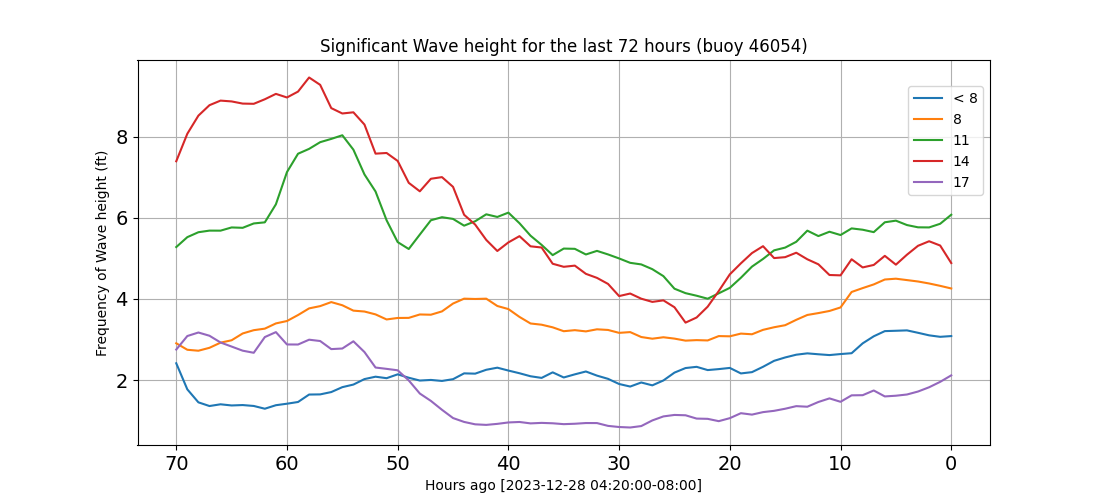 Significant Wave height for the last 72 hours (buoy 46054)
Frequency of Wave height (ft)
8
6
4
2
< 8
8
11
14
17
70 60 50 40 30 20 10 0
Hours ago [2023-12-28 04:20:00-08:00]